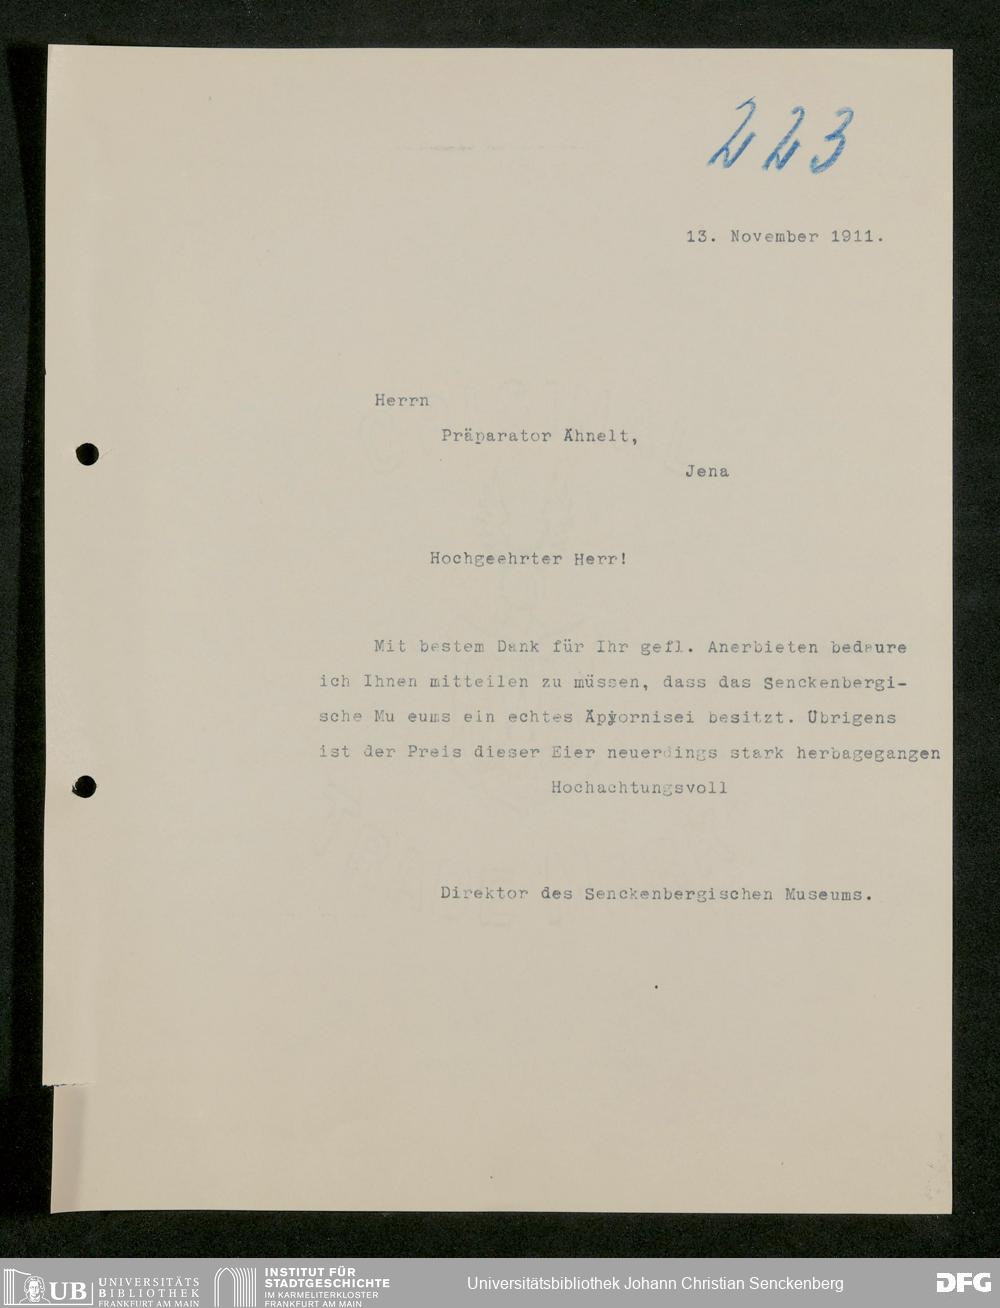 223
13. November 1911.
Herrn
Präparator Ähnelt,
Jena
Hochgeehrter Herr!
Mit bestem Dank für Ihr gefl. Anerbieten bedaure
ich Ihnen mitteilen zu müssen, dass das Senckenbergi-
sche Mu eums ein echtes Äpyornisei besitzt. Übrigens
ist der Preis dieser Eier neuerdings stark herbagegangen
Hochachtungsvoll
Direktor des Senckenbergischen Museums.
UB UNIVERSITÄTS
BIBLIOTHEK
FRANKFURT AM MAIN
INSTITUT FÜR
STADTGESCHICHTE
IM KARMELITERKLOSTER
FRANKFURT AM MAIN
Universitätsbibliothek Johann Christian Senckenberg
DFG